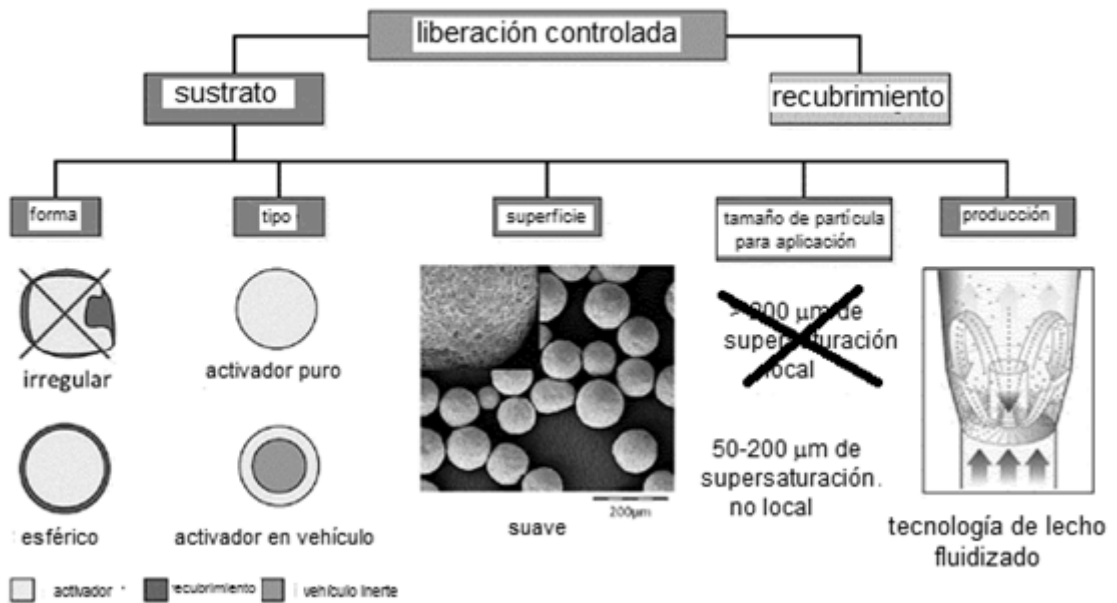 liberación controlada
sustrato
recubrimiento
forma
tipo
superficie
tamaño de partícula
para aplicación
producción
irregular
esférico
activador puro
activador en vehículo
200µm
suave
µm de
supersaturación
local
50-200 µm de
supersaturación.
no local
tecnología de lecho
fluidizado
activador
recubrimiento
vehículo inerte